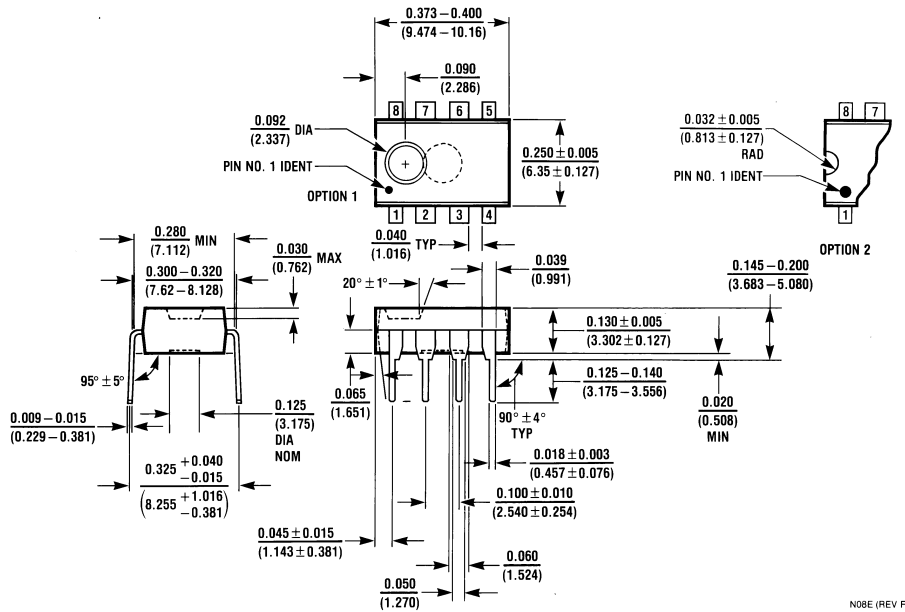 0.373–0.400
(9.474–10.16)
0.090
(2.286)
8 7 6 5
0.092 DIA
(2.337)
PIN NO. 1 IDENT
OPTION 1
0.250 ± 0.005
(6.35 ± 0.127)
1 2 3 4
8 7
0.032 ± 0.005
(0.813 ± 0.127)
RAD
PIN NO. 1 IDENT
1
OPTION 2
0.280 MIN
(7.112)
0.030 MAX
(0.762)
0.300 – 0.320
(7.62 – 8.128)
0.040 TYP
(1.016)
0.039
(0.991)
20° ± 1°
0.145 – 0.200
(3.683 – 5.080)
0.130 ± 0.005
(3.302 ± 0.127)
95° ± 5°
0.065
(1.651)
0.125 – 0.140
(3.175 – 3.556)
90° ± 4°
TYP
0.020
(0.508)
MIN
0.009 – 0.015
(0.229 – 0.381)
0.125
(3.175)
DIA
NOM
0.018 ± 0.003
(0.457 ± 0.076)
0.325 +0.040
−0.015
(8.255 +1.016
−0.381)
0.100 ± 0.010
(2.540 ± 0.254)
0.045 ± 0.015
(1.143 ± 0.381)
0.060
(1.524)
0.050
(1.270)
N08E (REV F